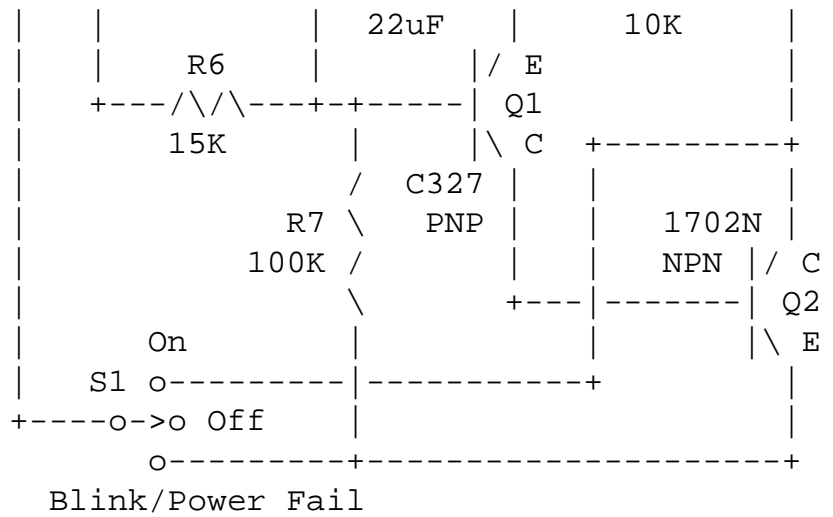 22uF 10K
R6 E
Q1
15K C
C327
R7 PNP 1702N
100K NPN C
Q2
On E
S1
Off
Blink/Power Fail